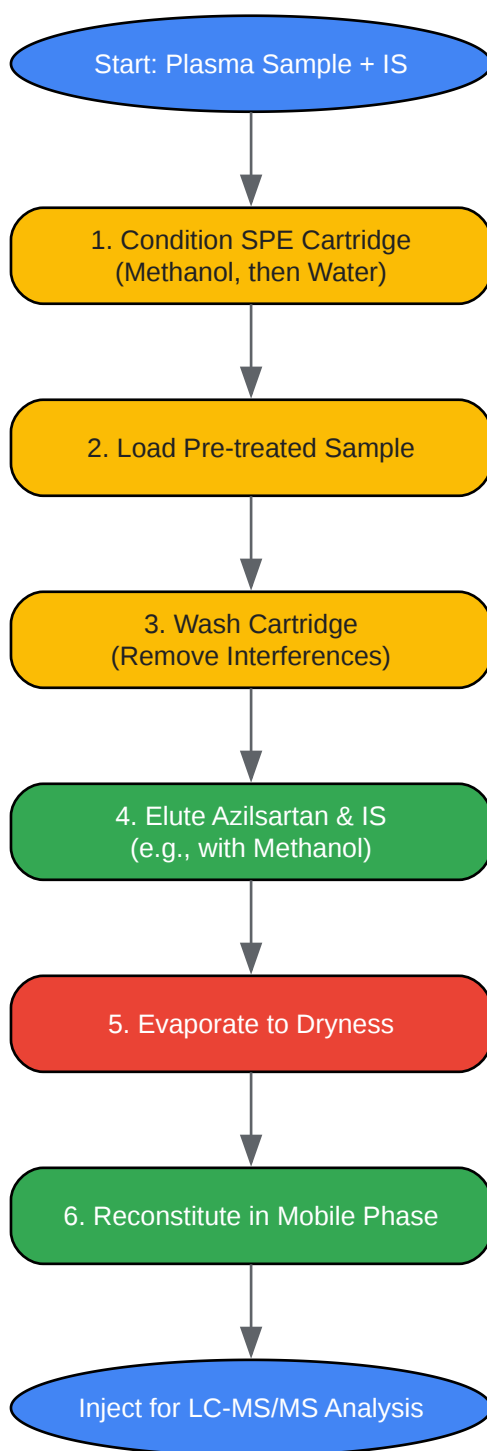 Start: Plasma Sample + IS
1. Condition SPE Cartridge
(Methanol, then Water)
2. Load Pre-treated Sample
3. Wash Cartridge
(Remove Interferences)
4. Elute Azilsartan & IS
(e.g., with Methanol)
5. Evaporate to Dryness
6. Reconstitute in Mobile Phase
Inject for LC-MS/MS Analysis